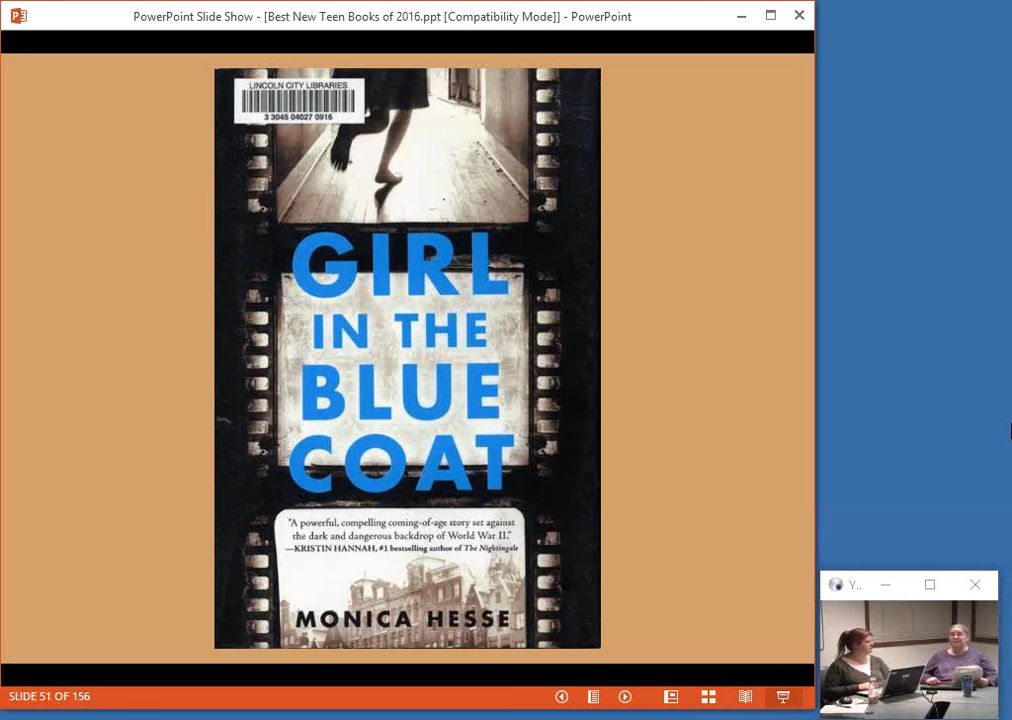 PowerPoint Slide Show - [Best New Teen Books of 2016.ppt [Compatibility Mode]] - PowerPoint
LINCOLN CITY LIBRARIES
3 3045 04027 0916
GIRL
IN THE
BLUE
COAT
"A powerful, compelling coming-of-age story set against
the dark and dangerous backdrop of World War II."
—KRISTIN HANNAH, #1 bestselling author of The Nightingale
MONICA HESSE
Y..
SLIDE 51 OF 156